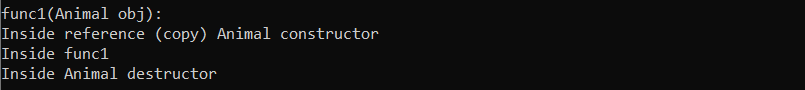 func1(Animal obj):
Inside reference (copy) Animal constructor
Inside func1
Inside Animal destructor